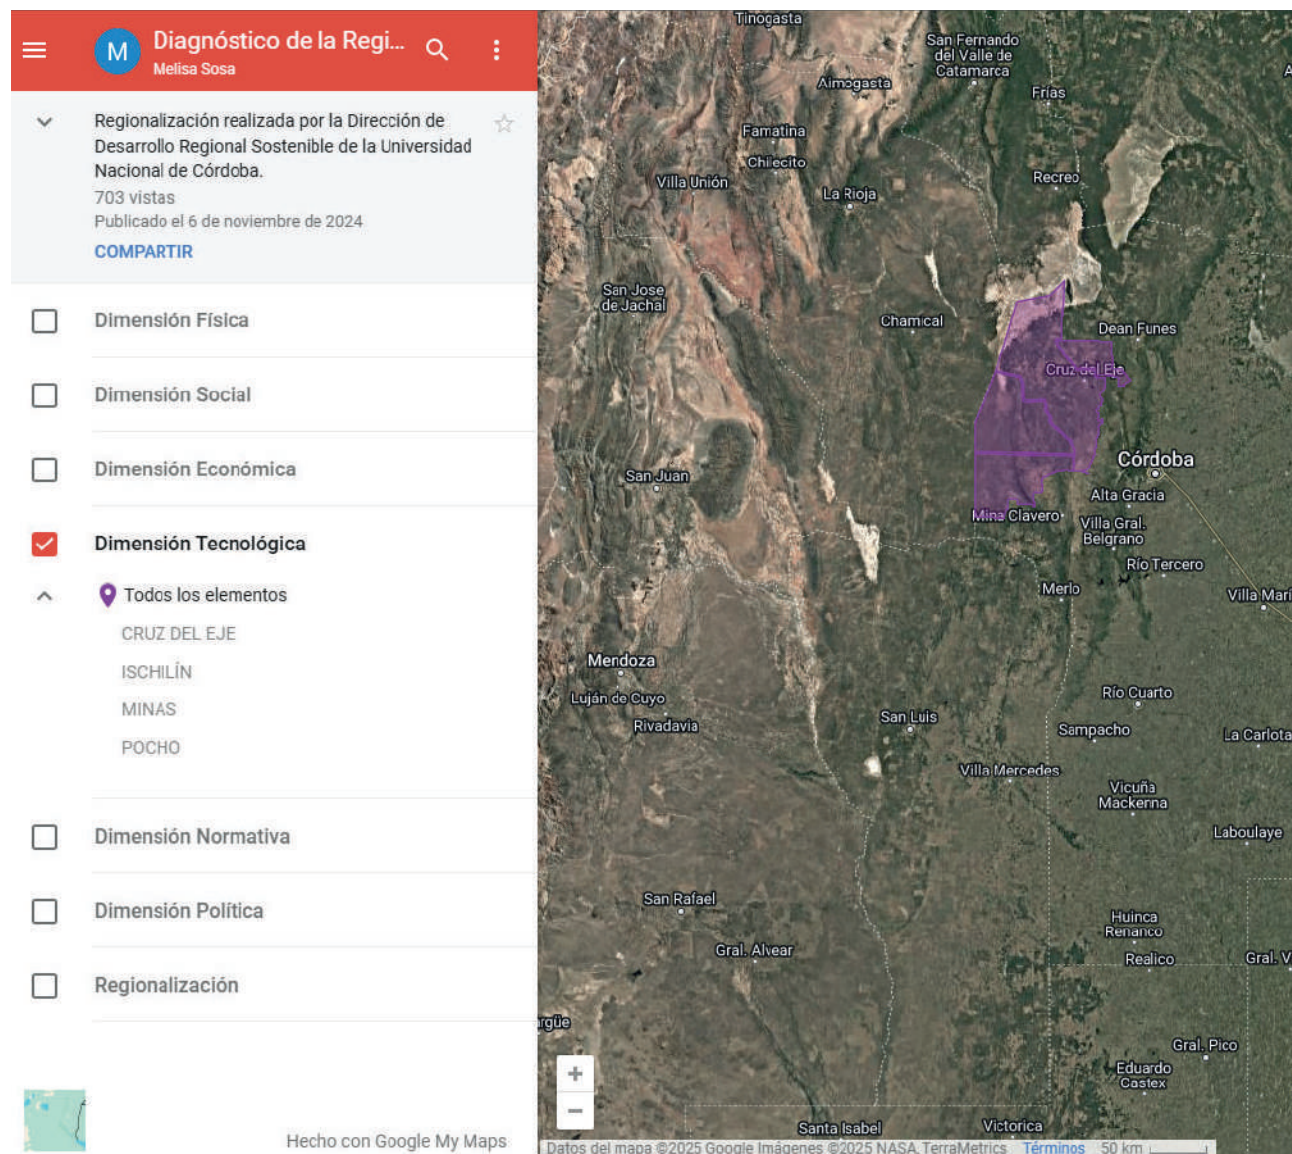 M
Diagnóstico de la Regi...
Melisa Sosa
Regionalización realizada por la Dirección de
Desarrollo Regional Sostenible de la Universidad
Nacional de Córdoba.
703 vistas
Publicado el 6 de noviembre de 2024
COMPARTIR
Dimensión Física
Dimensión Social
Dimensión Económica
Dimensión Tecnológica
Todos los elementos
CRUZ DEL EJE
ISCHILÍN
MINAS
POCHO
Dimensión Normativa
Dimensión Política
Regionalización
Hecho con Google My Maps
Tinogasta
San Fernando
del Valle de
Catamarca
Aimogasta
Frías
Famatina
Chilecito
Villa Unión
La Rioja
Recreo
San Jose
de Jachal
Chamical
Dean Funes
Cruz del Eje
San Juan
Córdoba
Alta Gracia
Mina Clavero
Villa Gral.
Belgrano
Río Tercero
Merlo
Villa Marí
Mendoza
Luján de Cuyo
Rivadavia
San Luis
Río Cuarto
Sampacho
La Carlota
Villa Mercedes
Vicuña
Mackenna
Laboulaye
San Rafael
Gral. Alvear
Huinca
Renanco
Realico
Gral. V
argüe
Gral. Pico
Eduardo
Castex
Santa Isabel
Victorica
Datos del mapa ©2025 Google Imágenes ©2025 NASA, TerraMetrics
Términos
50 km